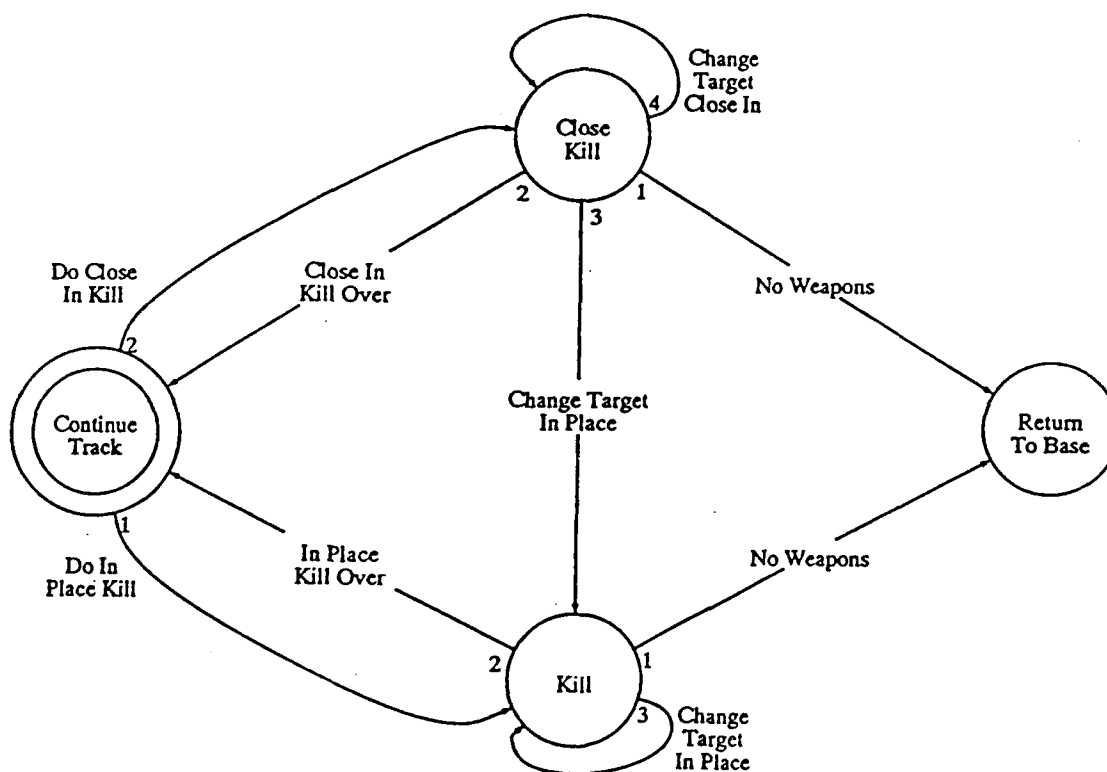 Change
Target
Close In
4
Close
Kill
2
3
1
Do Close
In Kill
Close In
Kill Over
No Weapons
2
Continue
Track
Change Target
In Place
Return
To Base
1
Do In
Place Kill
In Place
Kill Over
No Weapons
2
1
Kill
3
Change
Target
In Place